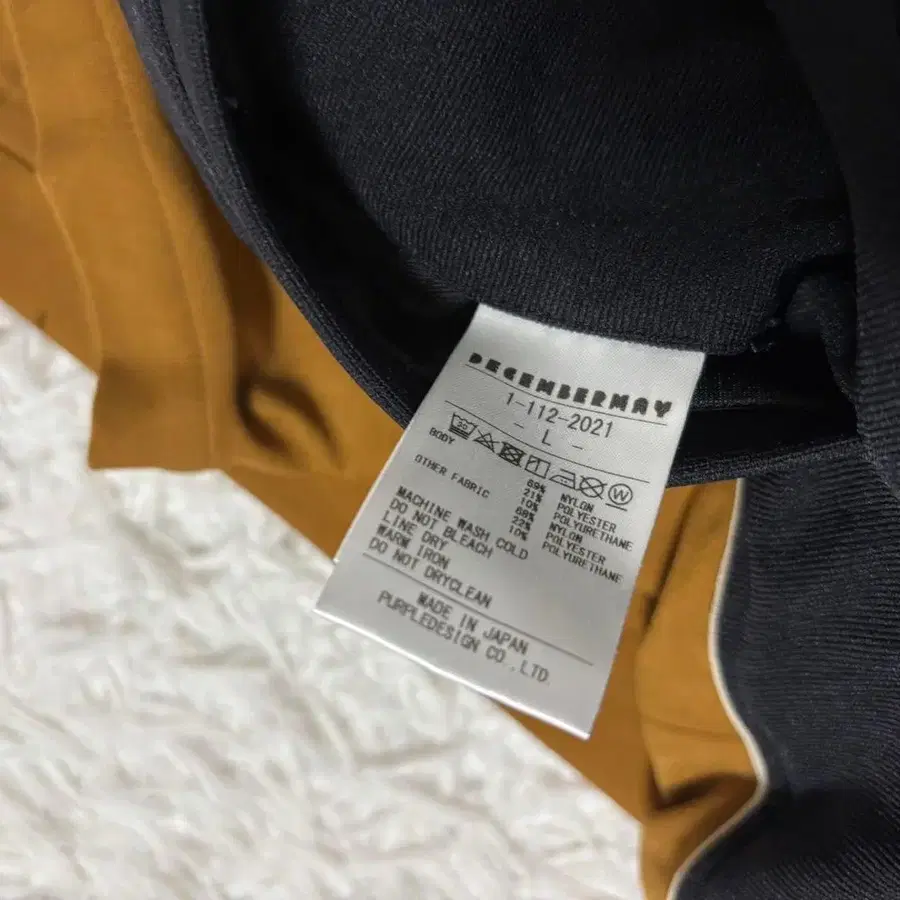 DECEMBERMAY
1-112-2021
- L -
30 W
BODY 69% NYLON
21% POLYESTER
10% POLYURETHANE
OTHER FABRIC 68% NYLON
22% POLYESTER
10% POLYURETHANE
MACHINE WASH COLD
DO NOT BLEACH
LINE DRY
WARM IRON
DO NOT DRYCLEAN
MADE IN JAPAN
PURPLEDESIGN CO.,LTD.